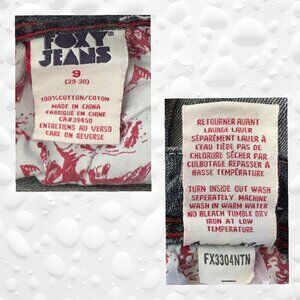 FOXY
JEANS
9
(29-30)
100% COTTON/COTON
MADE IN CHINA
FABRIQUÉ EN CHINE
CA#39450
ENTRETIENS AU VERSO
CARE ON REVERSE
RETOURNER AVANT
LAVAGE LAVER
SÉPARÉMENT LAVER À
L'EAU TIÈDE PAS DE
CHLORURE SÉCHER PAR
CULBUTAGE REPASSER À
BASSE TEMPÉRATURE
TURN INSIDE OUT WASH
SEPERATELY MACHINE
WASH IN WARM WATER
NO BLEACH TUMBLE DRY
IRON AT LOW
TEMPERATURE
FX3304NTN